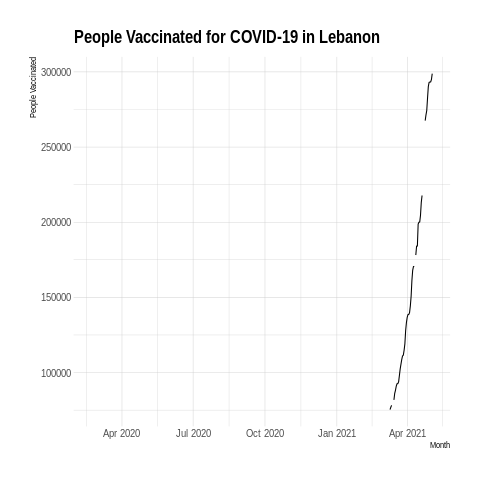 People Vaccinated for COVID-19 in Lebanon
People Vaccinated
300000
250000
200000
150000
100000
Apr 2020 Jul 2020 Oct 2020 Jan 2021 Apr 2021
Month